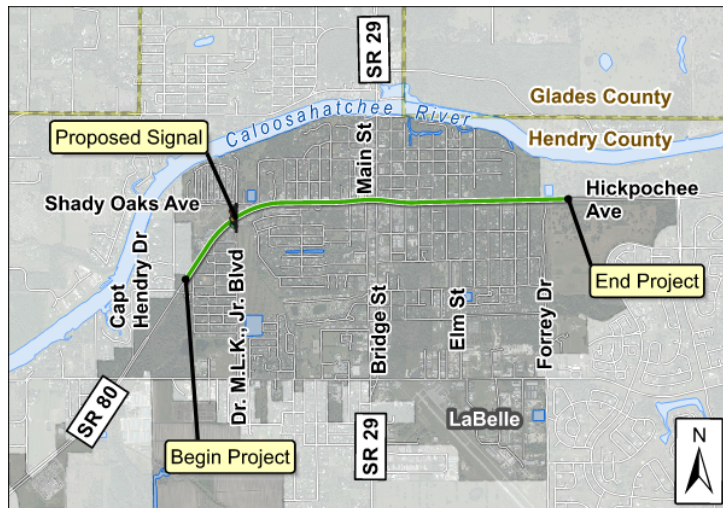 SR 29
Glades County
Caloosahatchee River
Hendry County
Proposed Signal
Main St
Shady Oaks Ave
Hickpochee
Ave
Capt
Hendry Dr
Dr. M.L.K., Jr. Blvd
Bridge St
Elm St
Forrey Dr
End Project
SR 80
Begin Project
SR 29
LaBelle
N